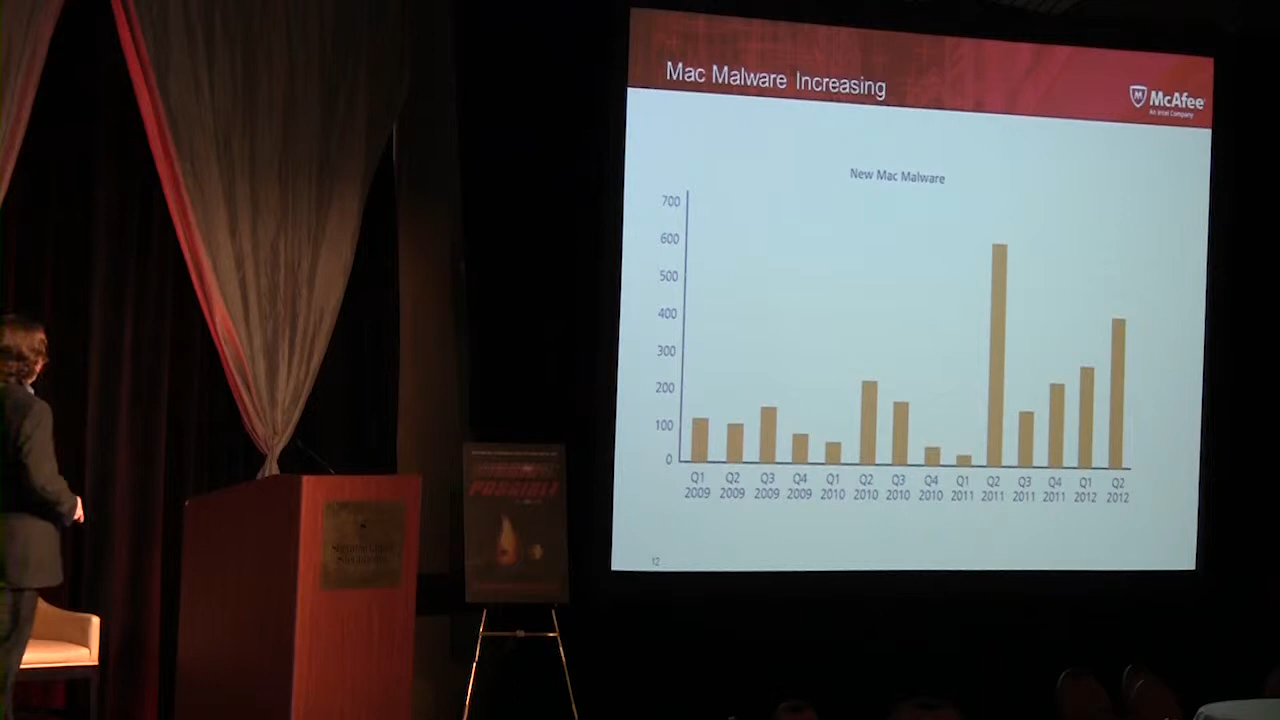 Mac Malware Increasing
McAfee
An Intel Company
New Mac Malware
700
600
500
400
300
200
100
0
Q1 Q2 Q3 Q4 Q1 Q2 Q3 Q4 Q1 Q2 Q3 Q4 Q1 Q2
2009 2009 2009 2009 2010 2010 2010 2010 2011 2011 2011 2011 2012 2012
12
POSSIBLE